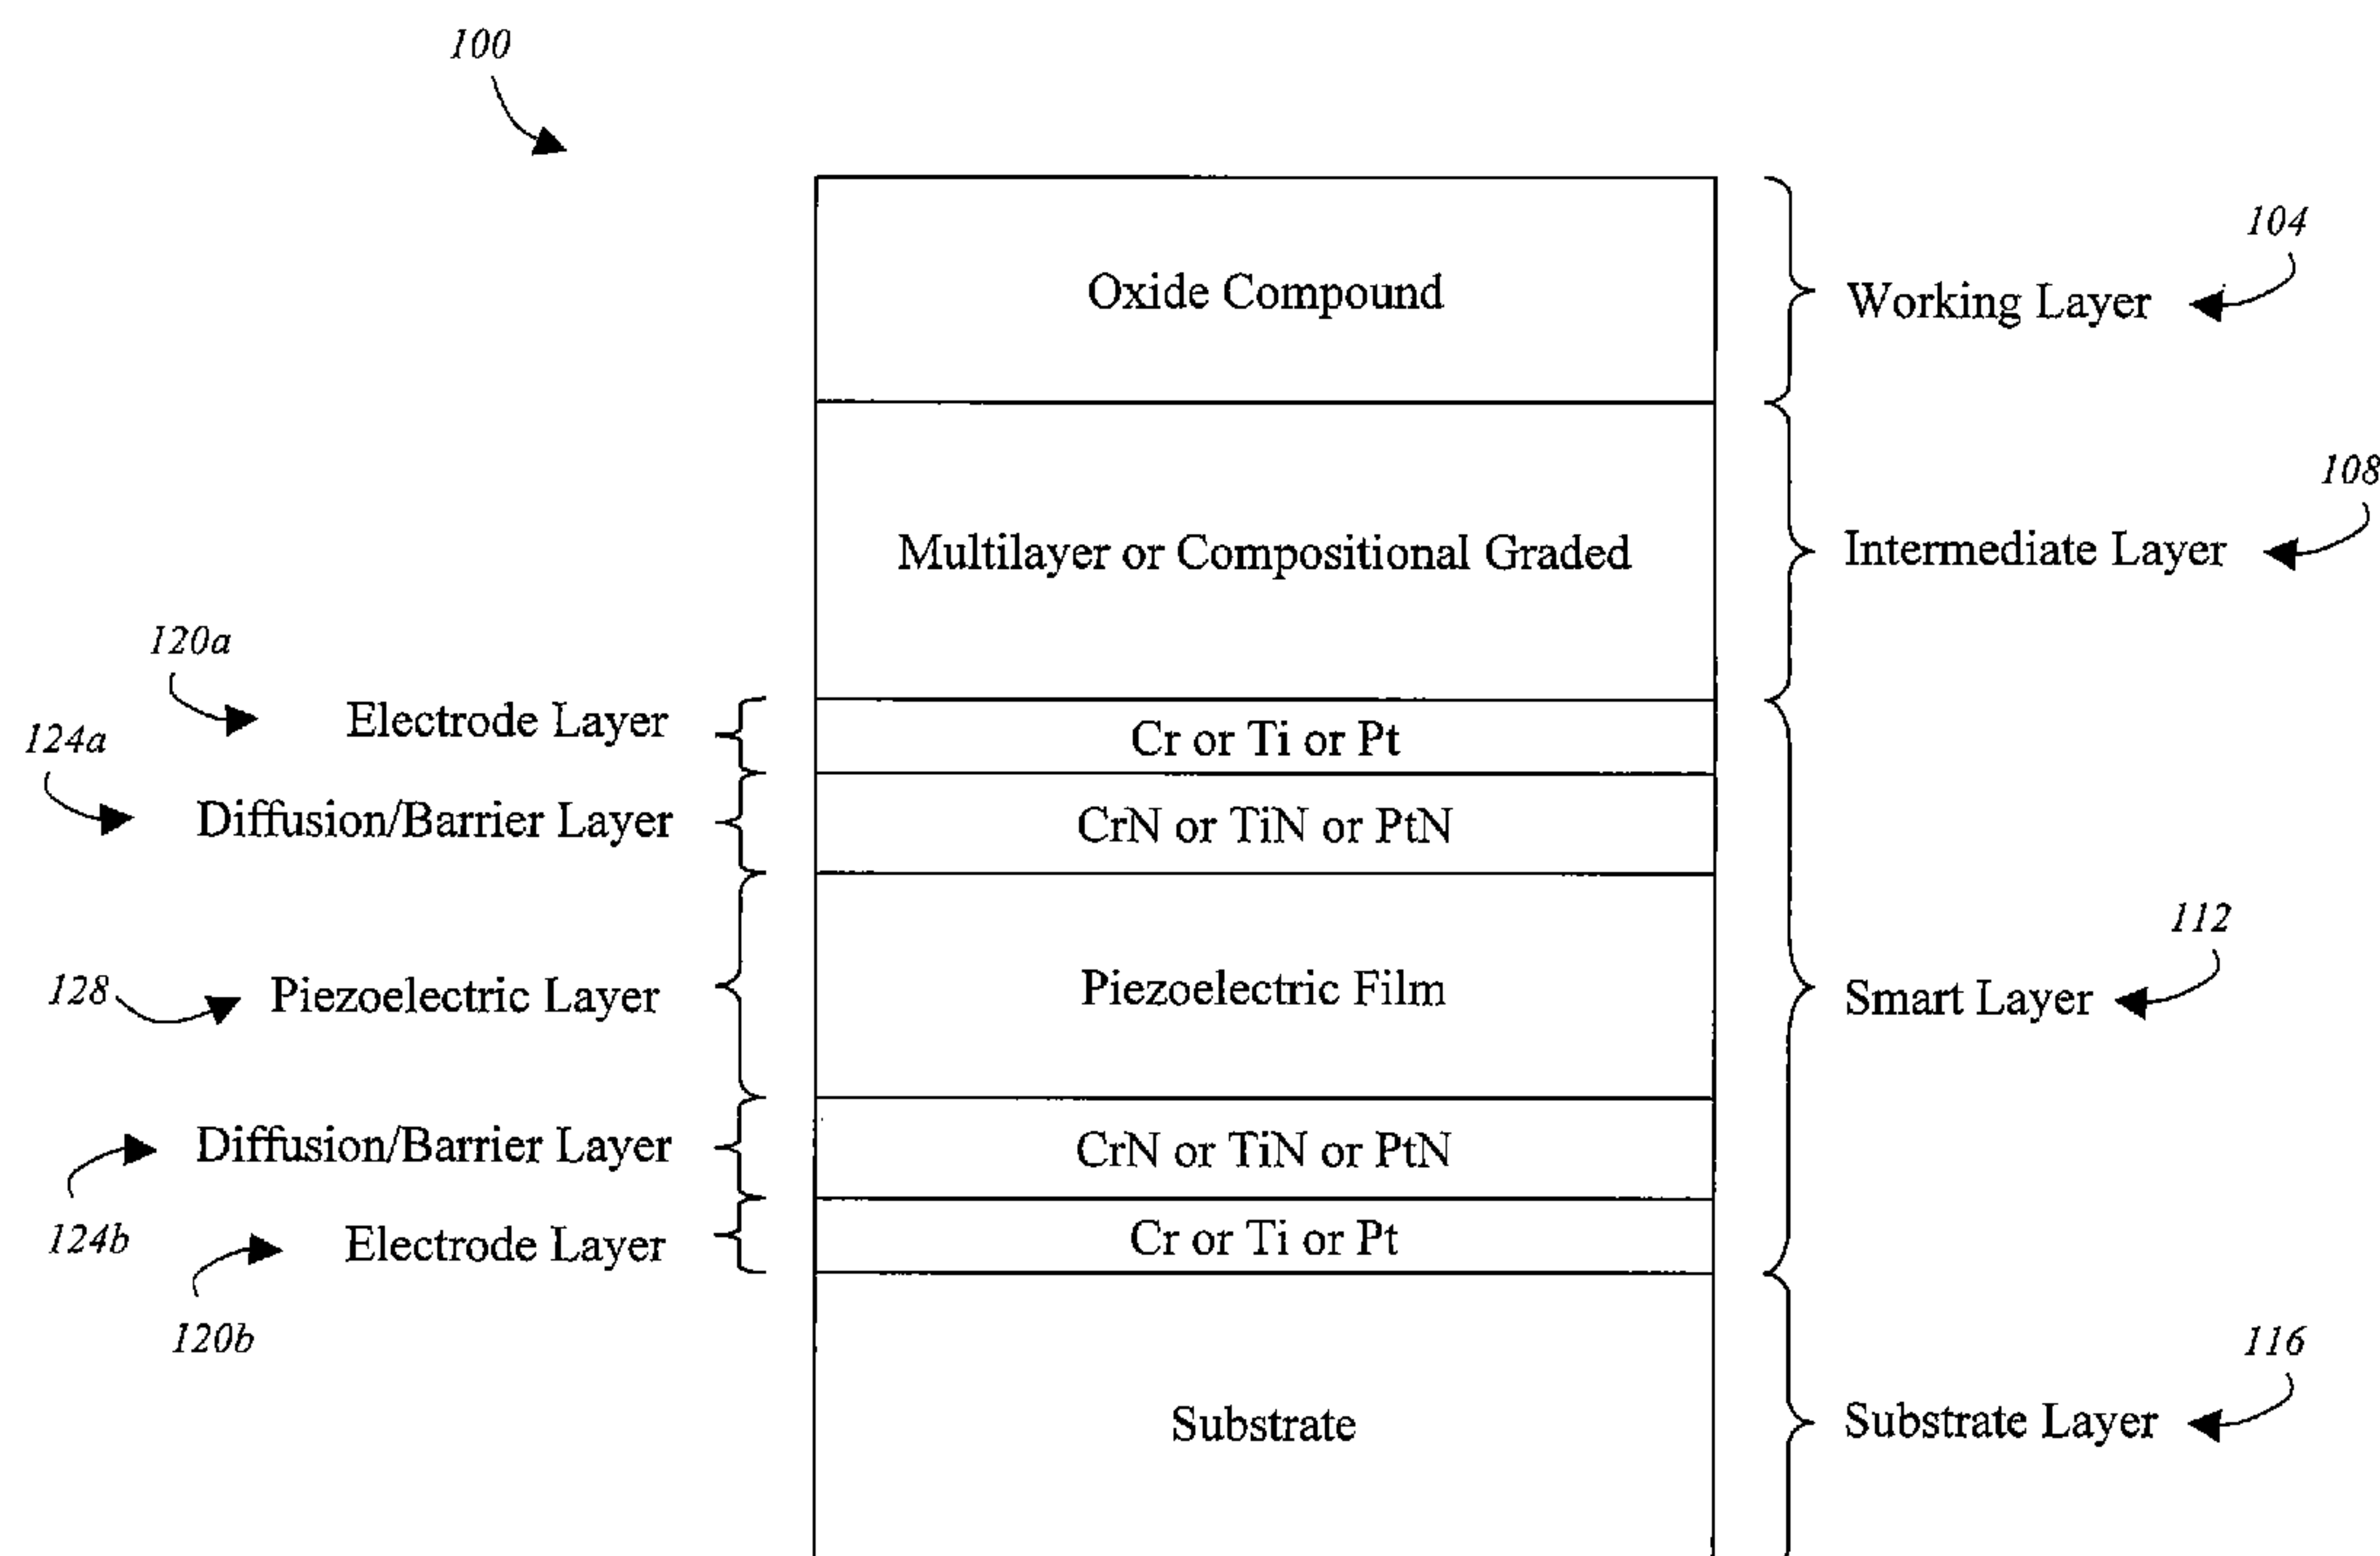 100
Oxide Compound
104
Working Layer
Multilayer or Compositional Graded
108
Intermediate Layer
120a
Electrode Layer
Cr or Ti or Pt
124a
Diffusion/Barrier Layer
CrN or TiN or PtN
128
Piezoelectric Layer
Piezoelectric Film
112
Smart Layer
Diffusion/Barrier Layer
CrN or TiN or PtN
124b
Electrode Layer
Cr or Ti or Pt
120b
Substrate
116
Substrate Layer